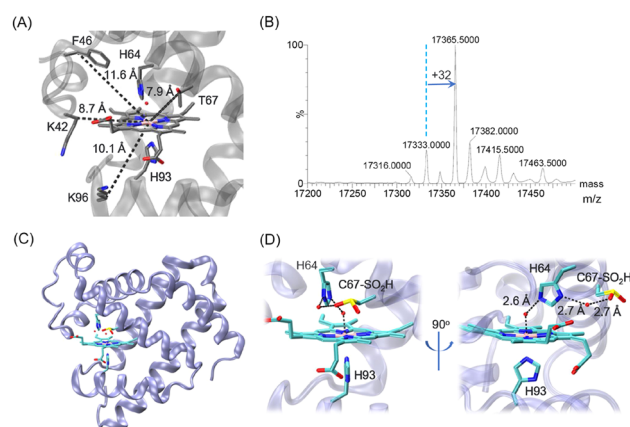 (A)
F46
H64
11.6 Å
7.9 Å
T67
8.7 Å
K42
10.1 Å
H93
K96
(B)
17365.5000
100
+32
%
17382.0000
17333.0000
17415.5000
17316.0000
17463.5000
0
mass
17200 17250 17300 17350 17400 17450
m/z
(C)
(D)
H64
C67-SO₂H
H93
90°
H64
C67-SO₂H
2.6 Å
2.7 Å
2.7 Å
H93